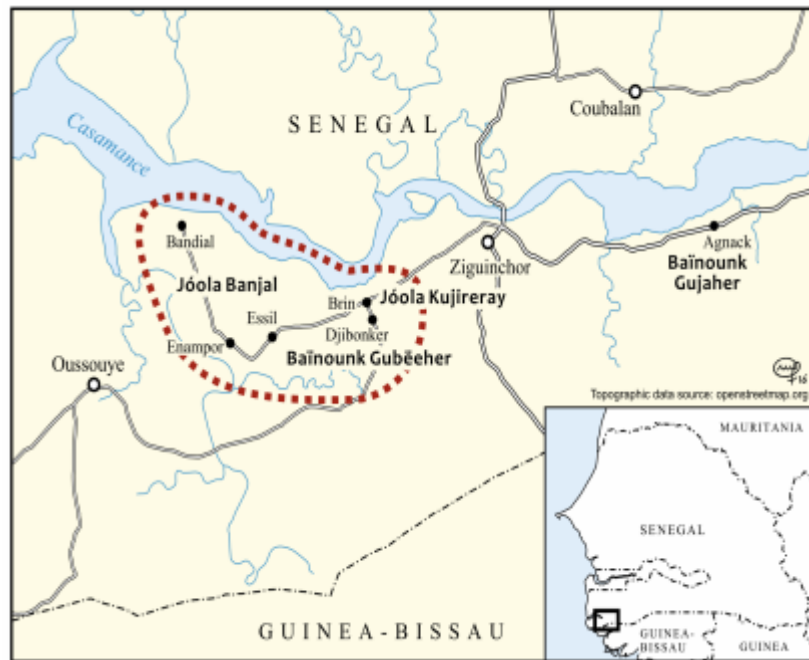 Coubalan
SENEGAL
Casamance
Bandial
Agnack
Baïnounk
Gujaher
Ziguinchor
Jóola Banjal
Jóola Kujireray
Brin
Essil
Djibonker
Enampor
Baïnounk Gubëeher
Oussouye
16
Topographic data source: openstreetmap.org
MAURITANIA
SENEGAL
GUINEA-BISSAU
GUINEA-
BISSAU
GUINEA